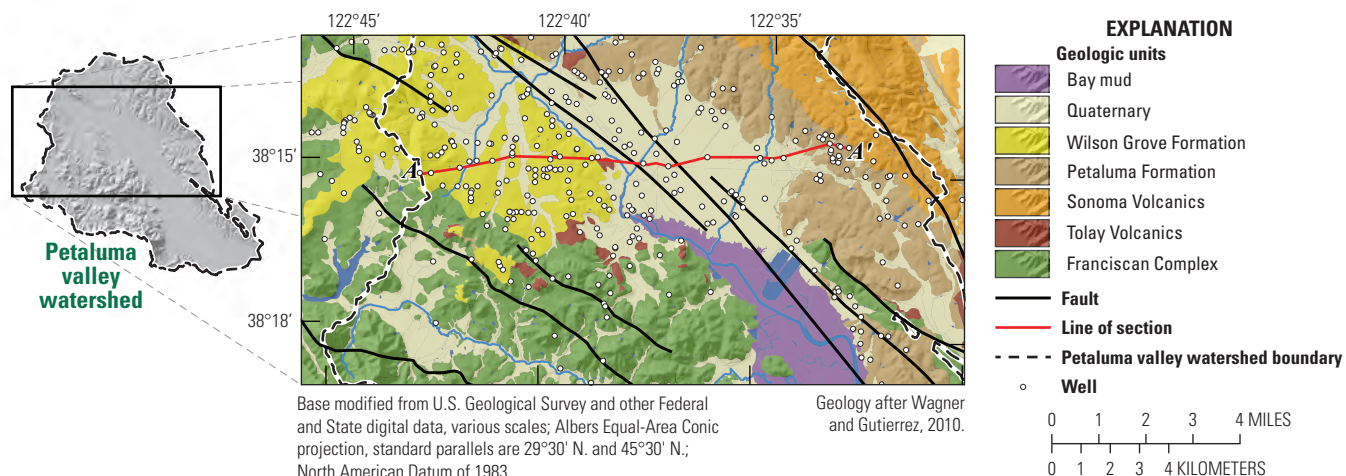 122°45' 122°40' 122°35'
38°15'
38°18'
A
A'
Petaluma
valley
watershed
Base modified from U.S. Geological Survey and other Federal
and State digital data, various scales; Albers Equal-Area Conic
projection, standard parallels are 29°30' N. and 45°30' N.;
North American Datum of 1983
Geology after Wagner
and Gutierrez, 2010.
EXPLANATION
Geologic units
Bay mud
Quaternary
Wilson Grove Formation
Petaluma Formation
Sonoma Volcanics
Tolay Volcanics
Franciscan Complex
Fault
Line of section
Petaluma valley watershed boundary
Well
0 1 2 3 4 MILES
0 1 2 3 4 KILOMETERS